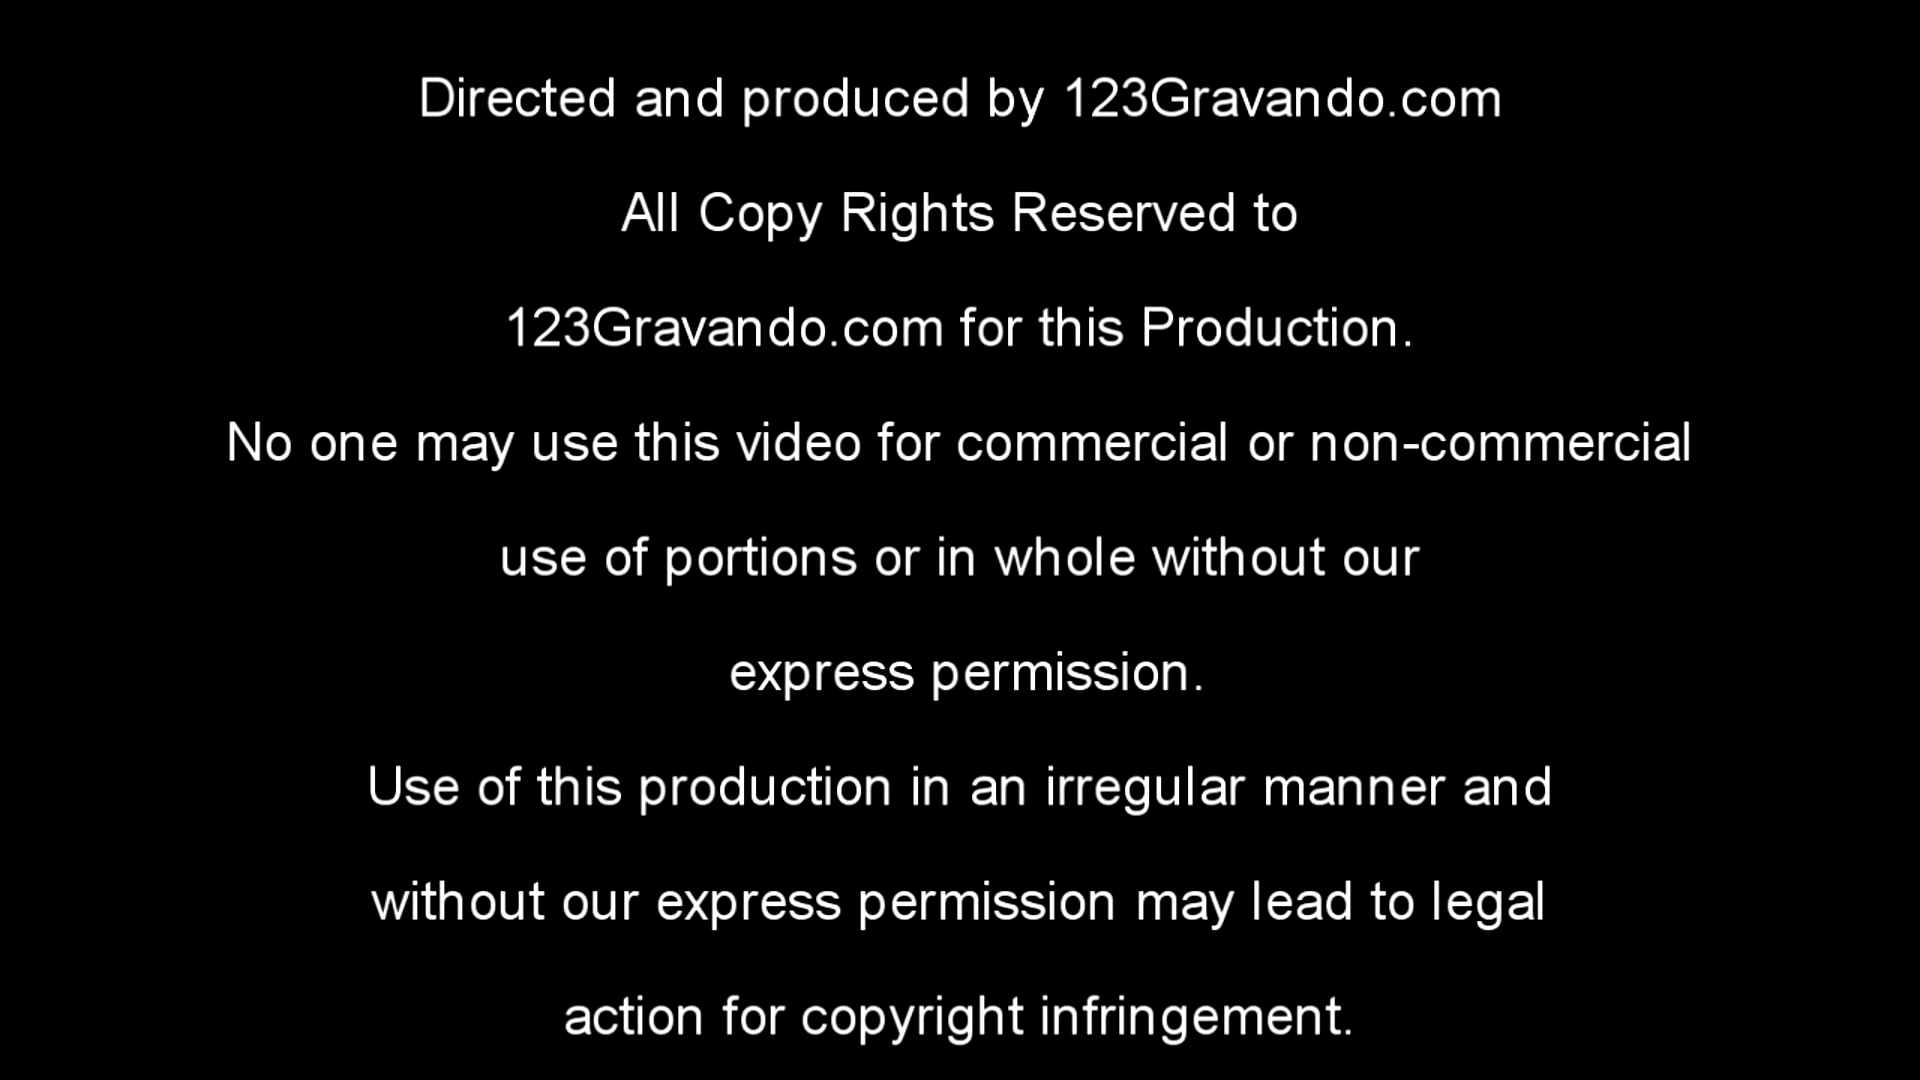 Directed and produced by 123Gravando.com
All Copy Rights Reserved to
123Gravando.com for this Production.
No one may use this video for commercial or non-commercial
use of portions or in whole without our
express permission.
Use of this production in an irregular manner and
without our express permission may lead to legal
action for copyright infringement.